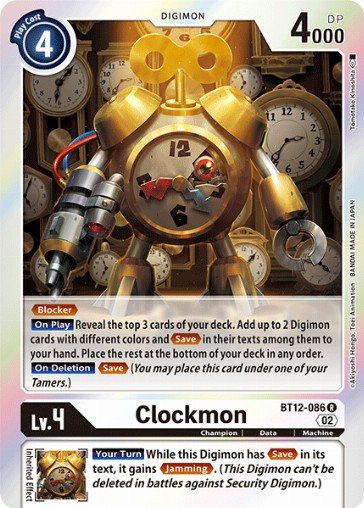 Play Cost
4
DIGIMON
4000
DP
Tomotake Kinoshita
12
6
Blocker
On Play Reveal the top 3 cards of your deck. Add up to 2 Digimon
cards with different colors and Save in their texts among them to
your hand. Place the rest at the bottom of your deck in any order.
On Deletion Save (You may place this card under one of your
Tamers.)
©Akiyoshi Hongo, Toei Animation BANDAI MADE IN JAPAN
Lv.4
Clockmon
BT12-086 R
02
Champion / Data / Machine
Inherited Effect
Your Turn While this Digimon has Save in its
text, it gains Jamming. (This Digimon can't be
deleted in battles against Security Digimon.)